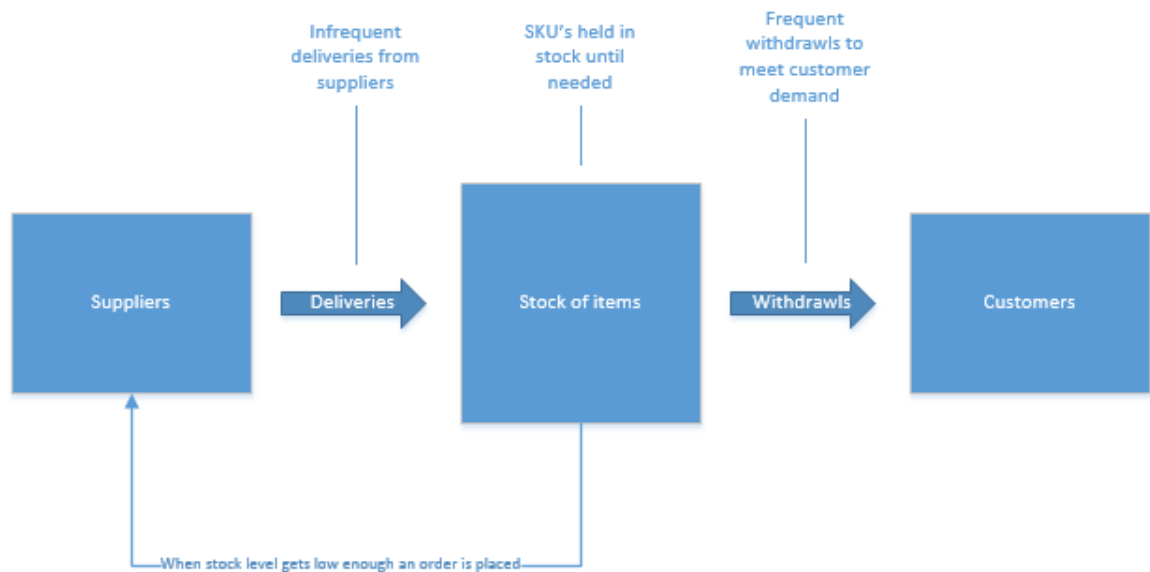 Infrequent
deliveries from
suppliers
SKU's held in
stock until
needed
Frequent
withdrawls to
meet customer
demand
Suppliers
Deliveries
Stock of items
Withdrawls
Customers
When stock level gets low enough an order is placed